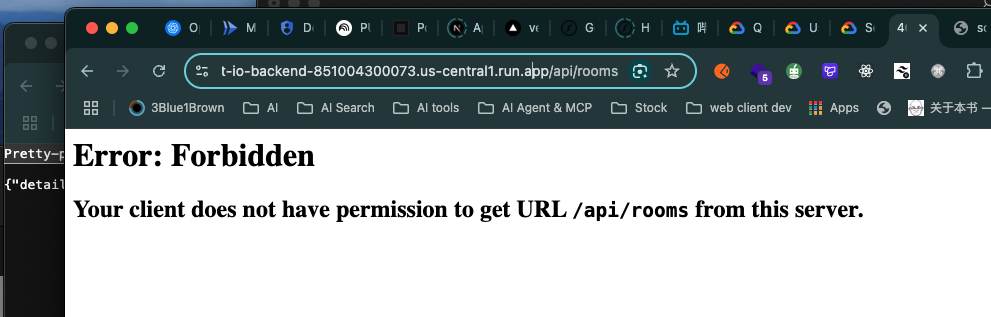 O
M
D
PU
P
A
ve
G
H
哔
Q
U
S
4
sc
t-io-backend-851004300073.us-central1.run.app/api/rooms
5
3Blue1Brown
AI
AI Search
AI tools
AI Agent & MCP
Stock
web client dev
Apps
关于本书 —
Pretty-p
{"detail
Error: Forbidden
Your client does not have permission to get URL /api/rooms from this server.